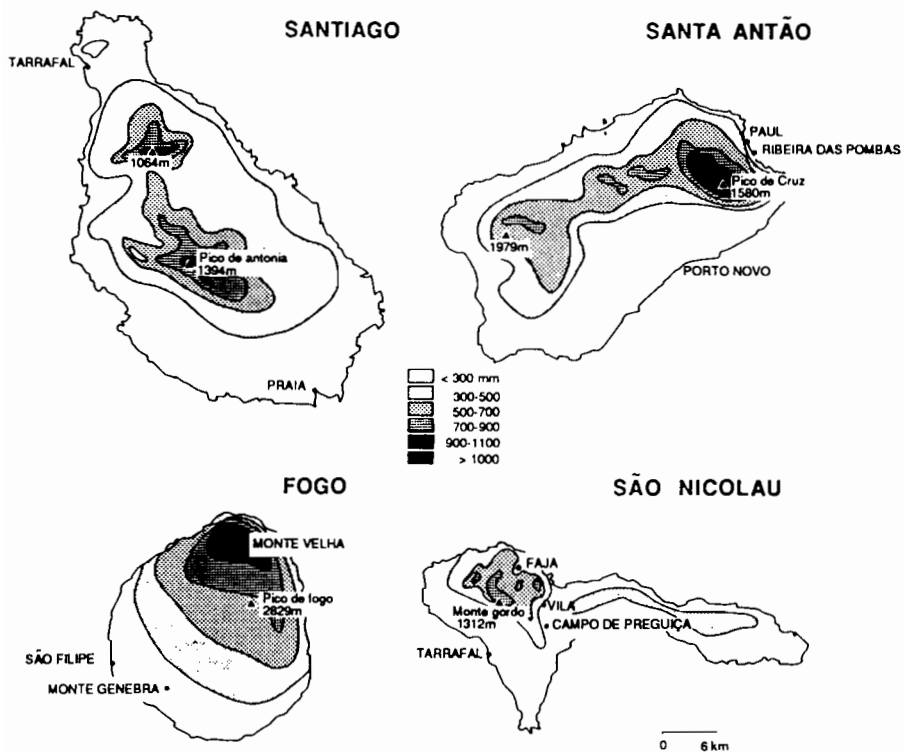 SANTIAGO
TARRAFAL
1064m
Pico de antonia
1394m
PRAIA
SANTA ANTÃO
PAUL
RIBEIRA DAS POMBAS
Pico de Cruz
1580m
1979m
PORTO NOVO
< 300 mm
300-500
500-700
700-900
900-1100
> 1000
FOGO
MONTE VELHA
Pico de fogo
2829m
SÃO FILIPE
MONTE GENEBRA
SÃO NICOLAU
FAJA
Monte gordo
1312m
VILA
CAMPO DE PREGUIÇA
TARRAFAL
0 6 km